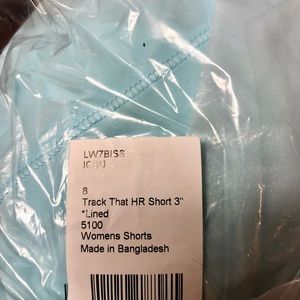 LW7BISS
8
Track That HR Short 3"
*Lined
5100
Womens Shorts
Made in Bangladesh